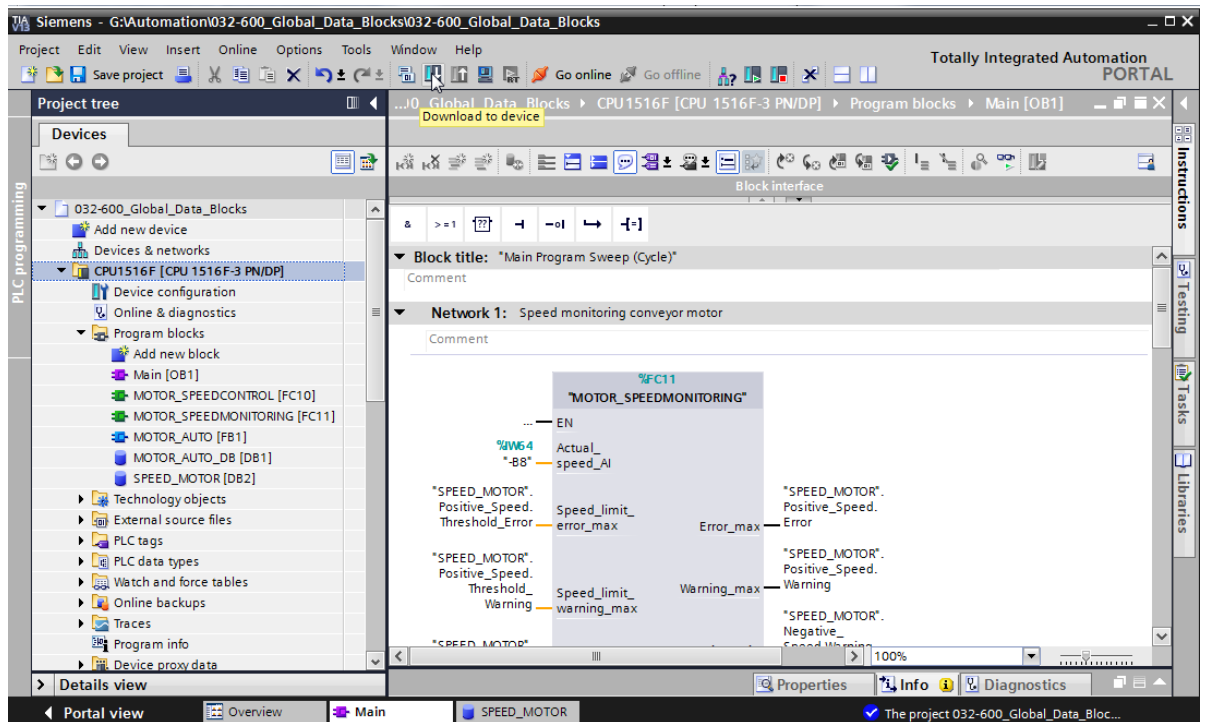 TIA V13 Siemens - G:\Automation\032-600_Global_Data_Blocks\032-600_Global_Data_Blocks
Project Edit View Insert Online Options Tools Window Help
Totally Integrated Automation
PORTAL
Save project Go online Go offline
Download to device
Project tree
...\0_Global_Data_Blocks CPU1516F [CPU 1516F-3 PN/DP] Program blocks Main [OB1]
Devices
Block interface
PLC programming
032-600_Global_Data_Blocks
Add new device
Devices & networks
CPU1516F [CPU 1516F-3 PN/DP]
Device configuration
Online & diagnostics
Program blocks
Add new block
Main [OB1]
MOTOR_SPEEDCONTROL [FC10]
MOTOR_SPEEDMONITORING [FC11]
MOTOR_AUTO [FB1]
MOTOR_AUTO_DB [DB1]
SPEED_MOTOR [DB2]
Technology objects
External source files
PLC tags
PLC data types
Watch and force tables
Online backups
Traces
Program info
Device proxy data
Details view
& >=1 ?? -o| -[=]
Block title: "Main Program Sweep (Cycle)"
Comment
Network 1: Speed monitoring conveyor motor
Comment
%FC11
"MOTOR_SPEEDMONITORING"
... EN
%IW64
"-B8"
Actual_
speed_AI
"SPEED_MOTOR".
Positive_Speed.
Threshold_Error
Speed_limit_
error_max
Error_max
"SPEED_MOTOR".
Positive_Speed.
Error
"SPEED_MOTOR".
Positive_Speed.
Threshold_
Warning
Speed_limit_
warning_max
Warning_max
"SPEED_MOTOR".
Positive_Speed.
Warning
"SPEED_MOTOR".
Negative_
Speed.Warning
"SPEED_MOTOR"
100%
Properties Info Diagnostics
Instructions
Testing
Tasks
Libraries
Portal view Overview Main SPEED_MOTOR
The project 032-600_Global_Data_Bloc...